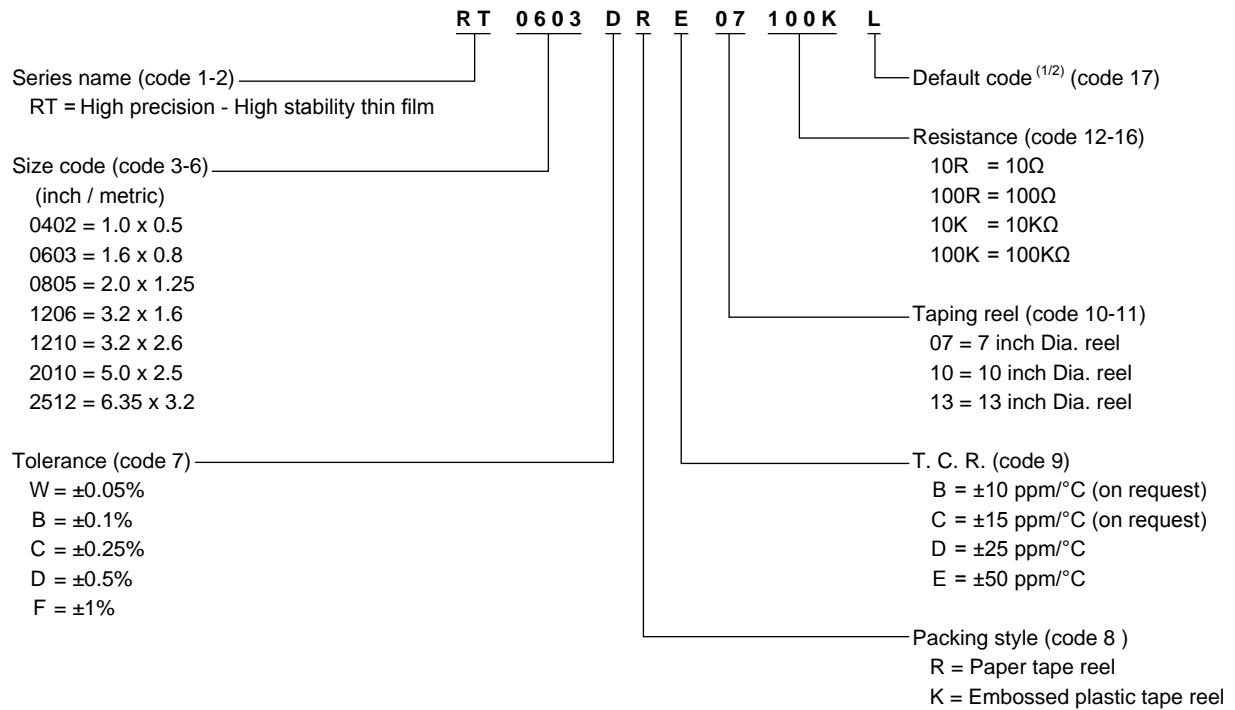 RT 0603 D R E 07 100K L
Series name (code 1-2)
RT = High precision - High stability thin film
Size code (code 3-6)
(inch / metric)
0402 = 1.0 x 0.5
0603 = 1.6 x 0.8
0805 = 2.0 x 1.25
1206 = 3.2 x 1.6
1210 = 3.2 x 2.6
2010 = 5.0 x 2.5
2512 = 6.35 x 3.2
Tolerance (code 7)
W = ±0.05%
B = ±0.1%
C = ±0.25%
D = ±0.5%
F = ±1%
Default code (1/2) (code 17)
Resistance (code 12-16)
10R = 10Ω
100R = 100Ω
10K = 10KΩ
100K = 100KΩ
Taping reel (code 10-11)
07 = 7 inch Dia. reel
10 = 10 inch Dia. reel
13 = 13 inch Dia. reel
T. C. R. (code 9)
B = ±10 ppm/°C (on request)
C = ±15 ppm/°C (on request)
D = ±25 ppm/°C
E = ±50 ppm/°C
Packing style (code 8 )
R = Paper tape reel
K = Embossed plastic tape reel